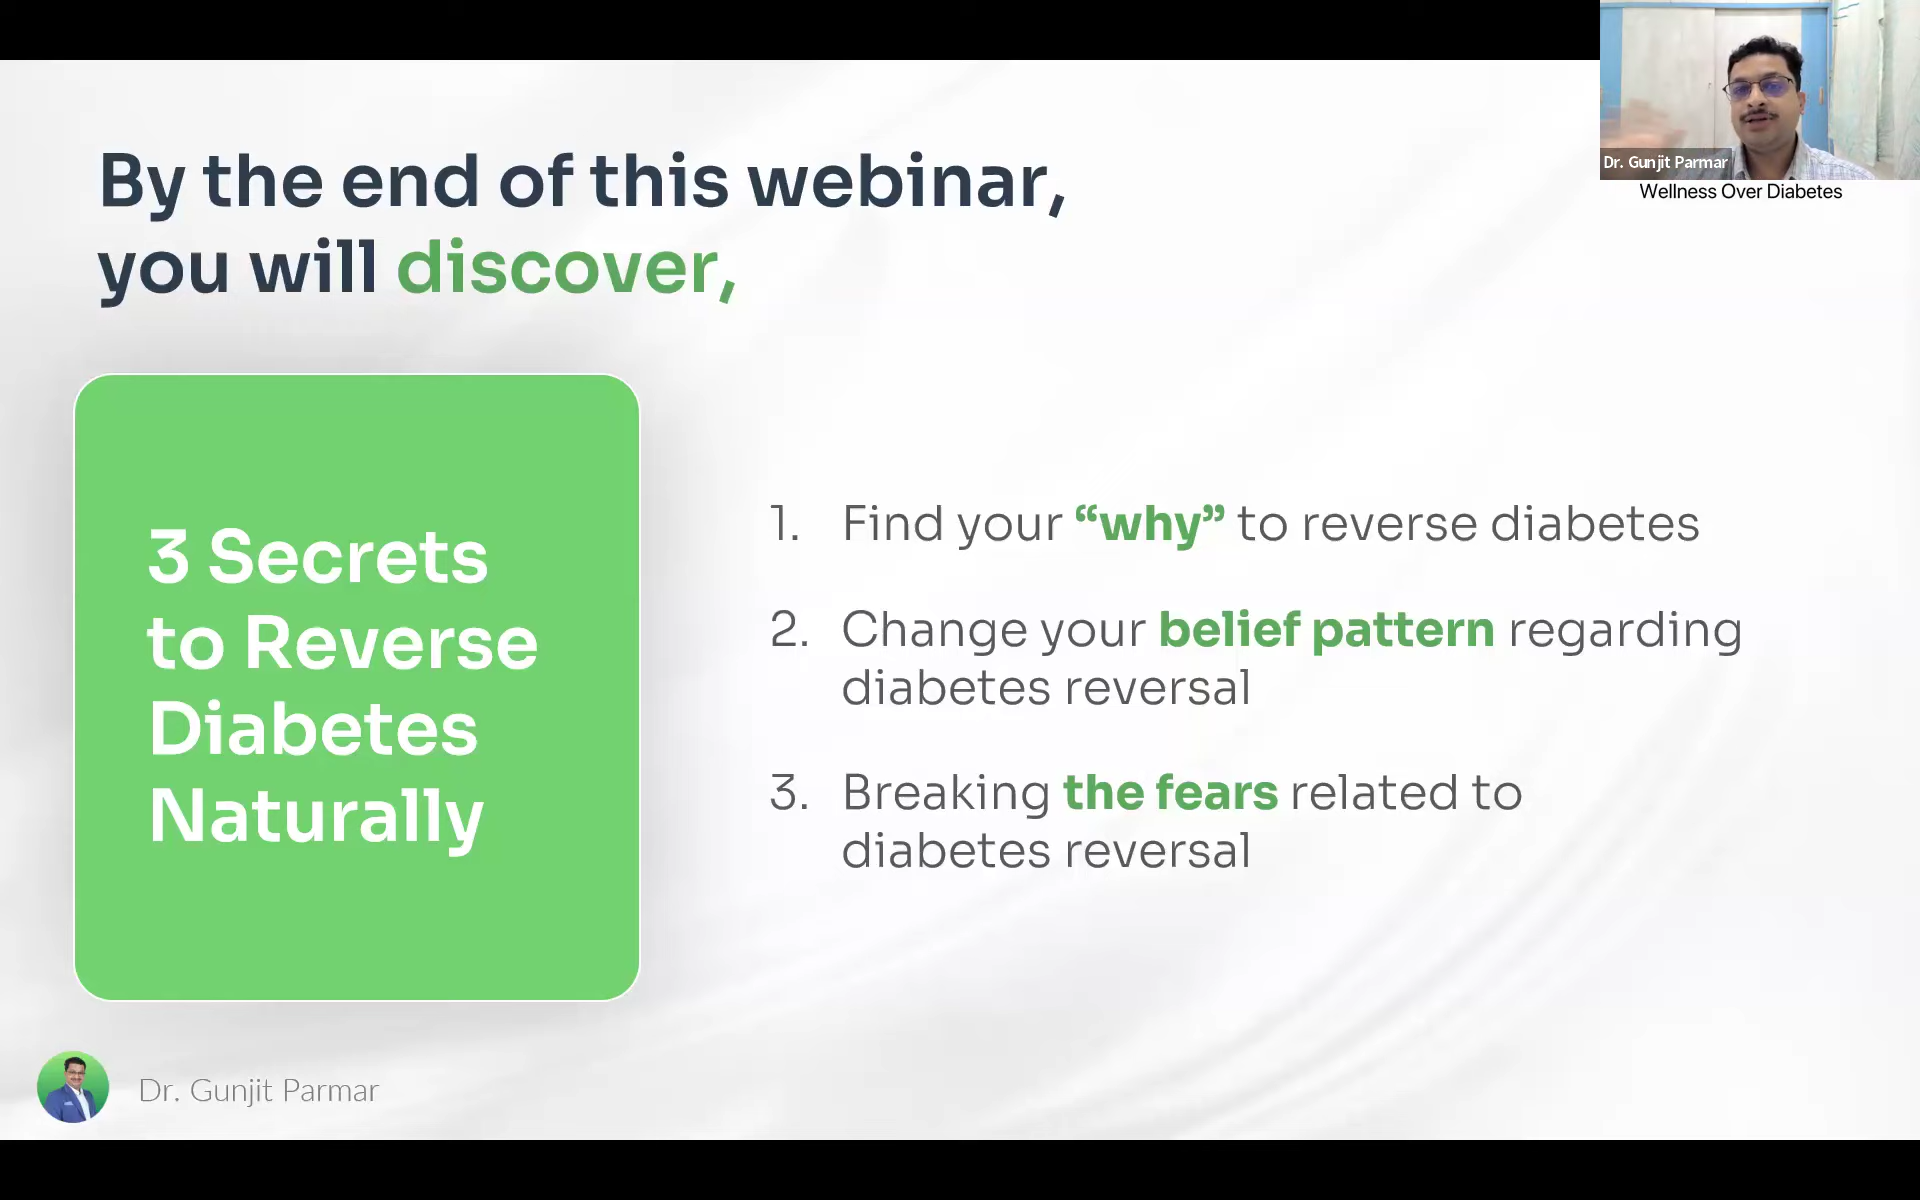 Dr. Gunjit Parmar
Wellness Over Diabetes
By the end of this webinar,
you will discover,
3 Secrets
to Reverse
Diabetes
Naturally
1. Find your “why” to reverse diabetes
2. Change your belief pattern regarding
diabetes reversal
3. Breaking the fears related to
diabetes reversal
Dr. Gunjit Parmar